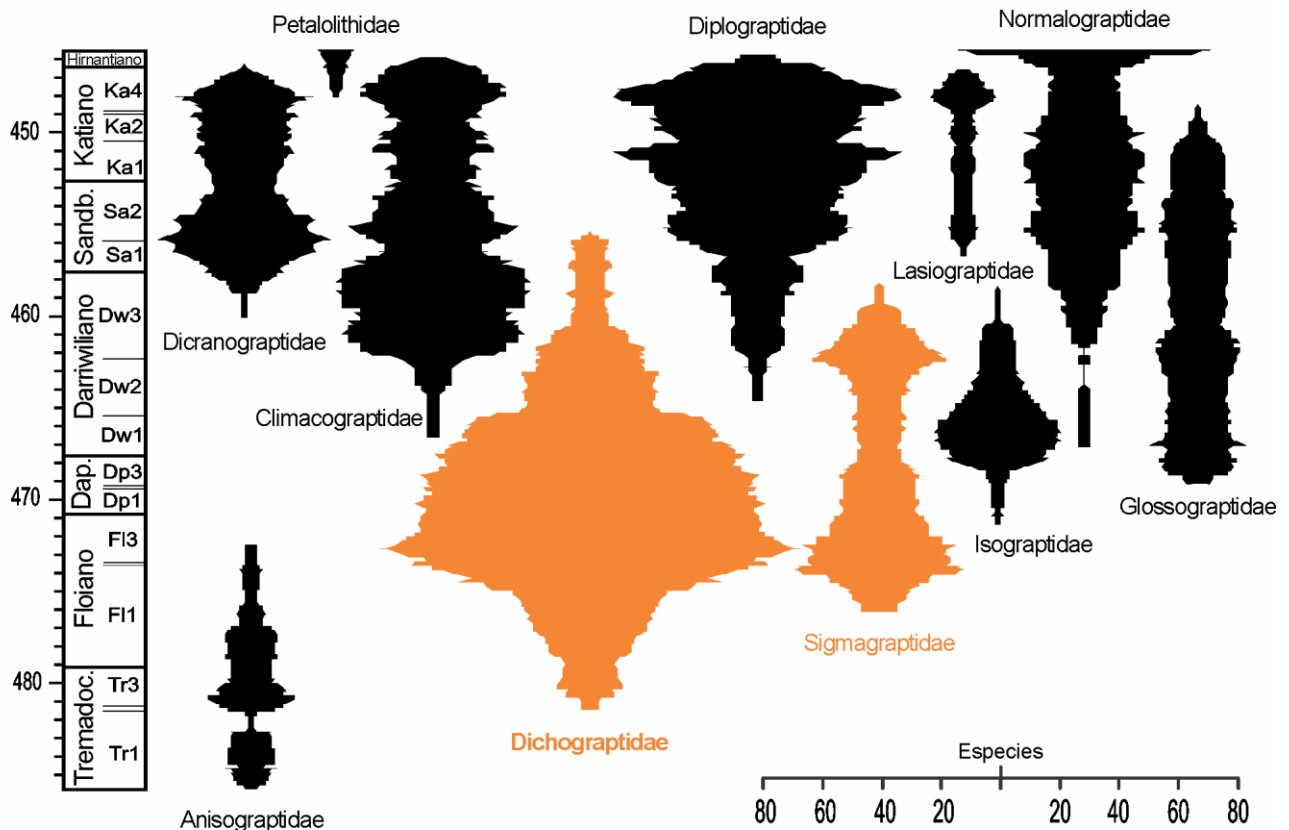 Petalolithidae
Diplograptidae
Normalograptidae
Hirnantiano
Katiano
Ka4
Ka2
Ka1
450
Sandb.
Sa2
Sa1
Lasiograptidae
Darriwiliano
Dw3
Dw2
Dw1
460
Dicranograptidae
Climacograptidae
Dap.
Dp3
Dp1
470
Glossograptidae
Isograptidae
Floiano
Fl3
Fl1
Sigmagraptidae
480
Tremadoc.
Tr3
Tr1
Dichograptidae
Especies
80 60 40 20 20 40 60 80
Anisograptidae